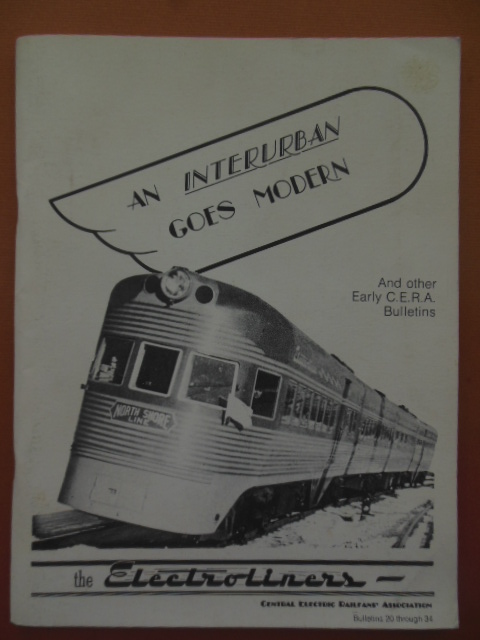 AN INTERURBAN
GOES MODERN
And other
Early C.E.R.A.
Bulletins
NORTH SHORE
LINE
the Electroliners
CENTRAL ELECTRIC RAILFANS' ASSOCIATION
Bulletins 20 through 34